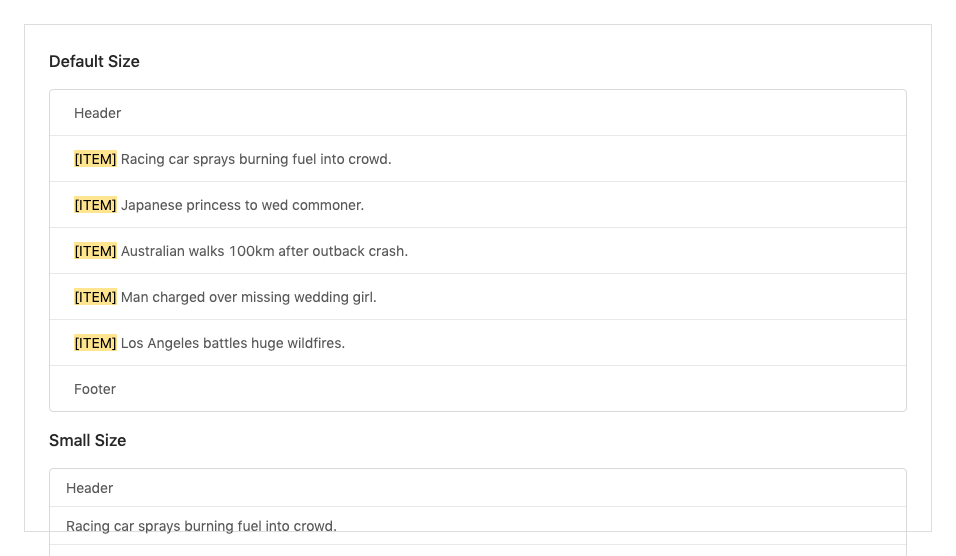 Default Size
Header
[ITEM] Racing car sprays burning fuel into crowd.
[ITEM] Japanese princess to wed commoner.
[ITEM] Australian walks 100km after outback crash.
[ITEM] Man charged over missing wedding girl.
[ITEM] Los Angeles battles huge wildfires.
Footer
Small Size
Header
Racing car sprays burning fuel into crowd.